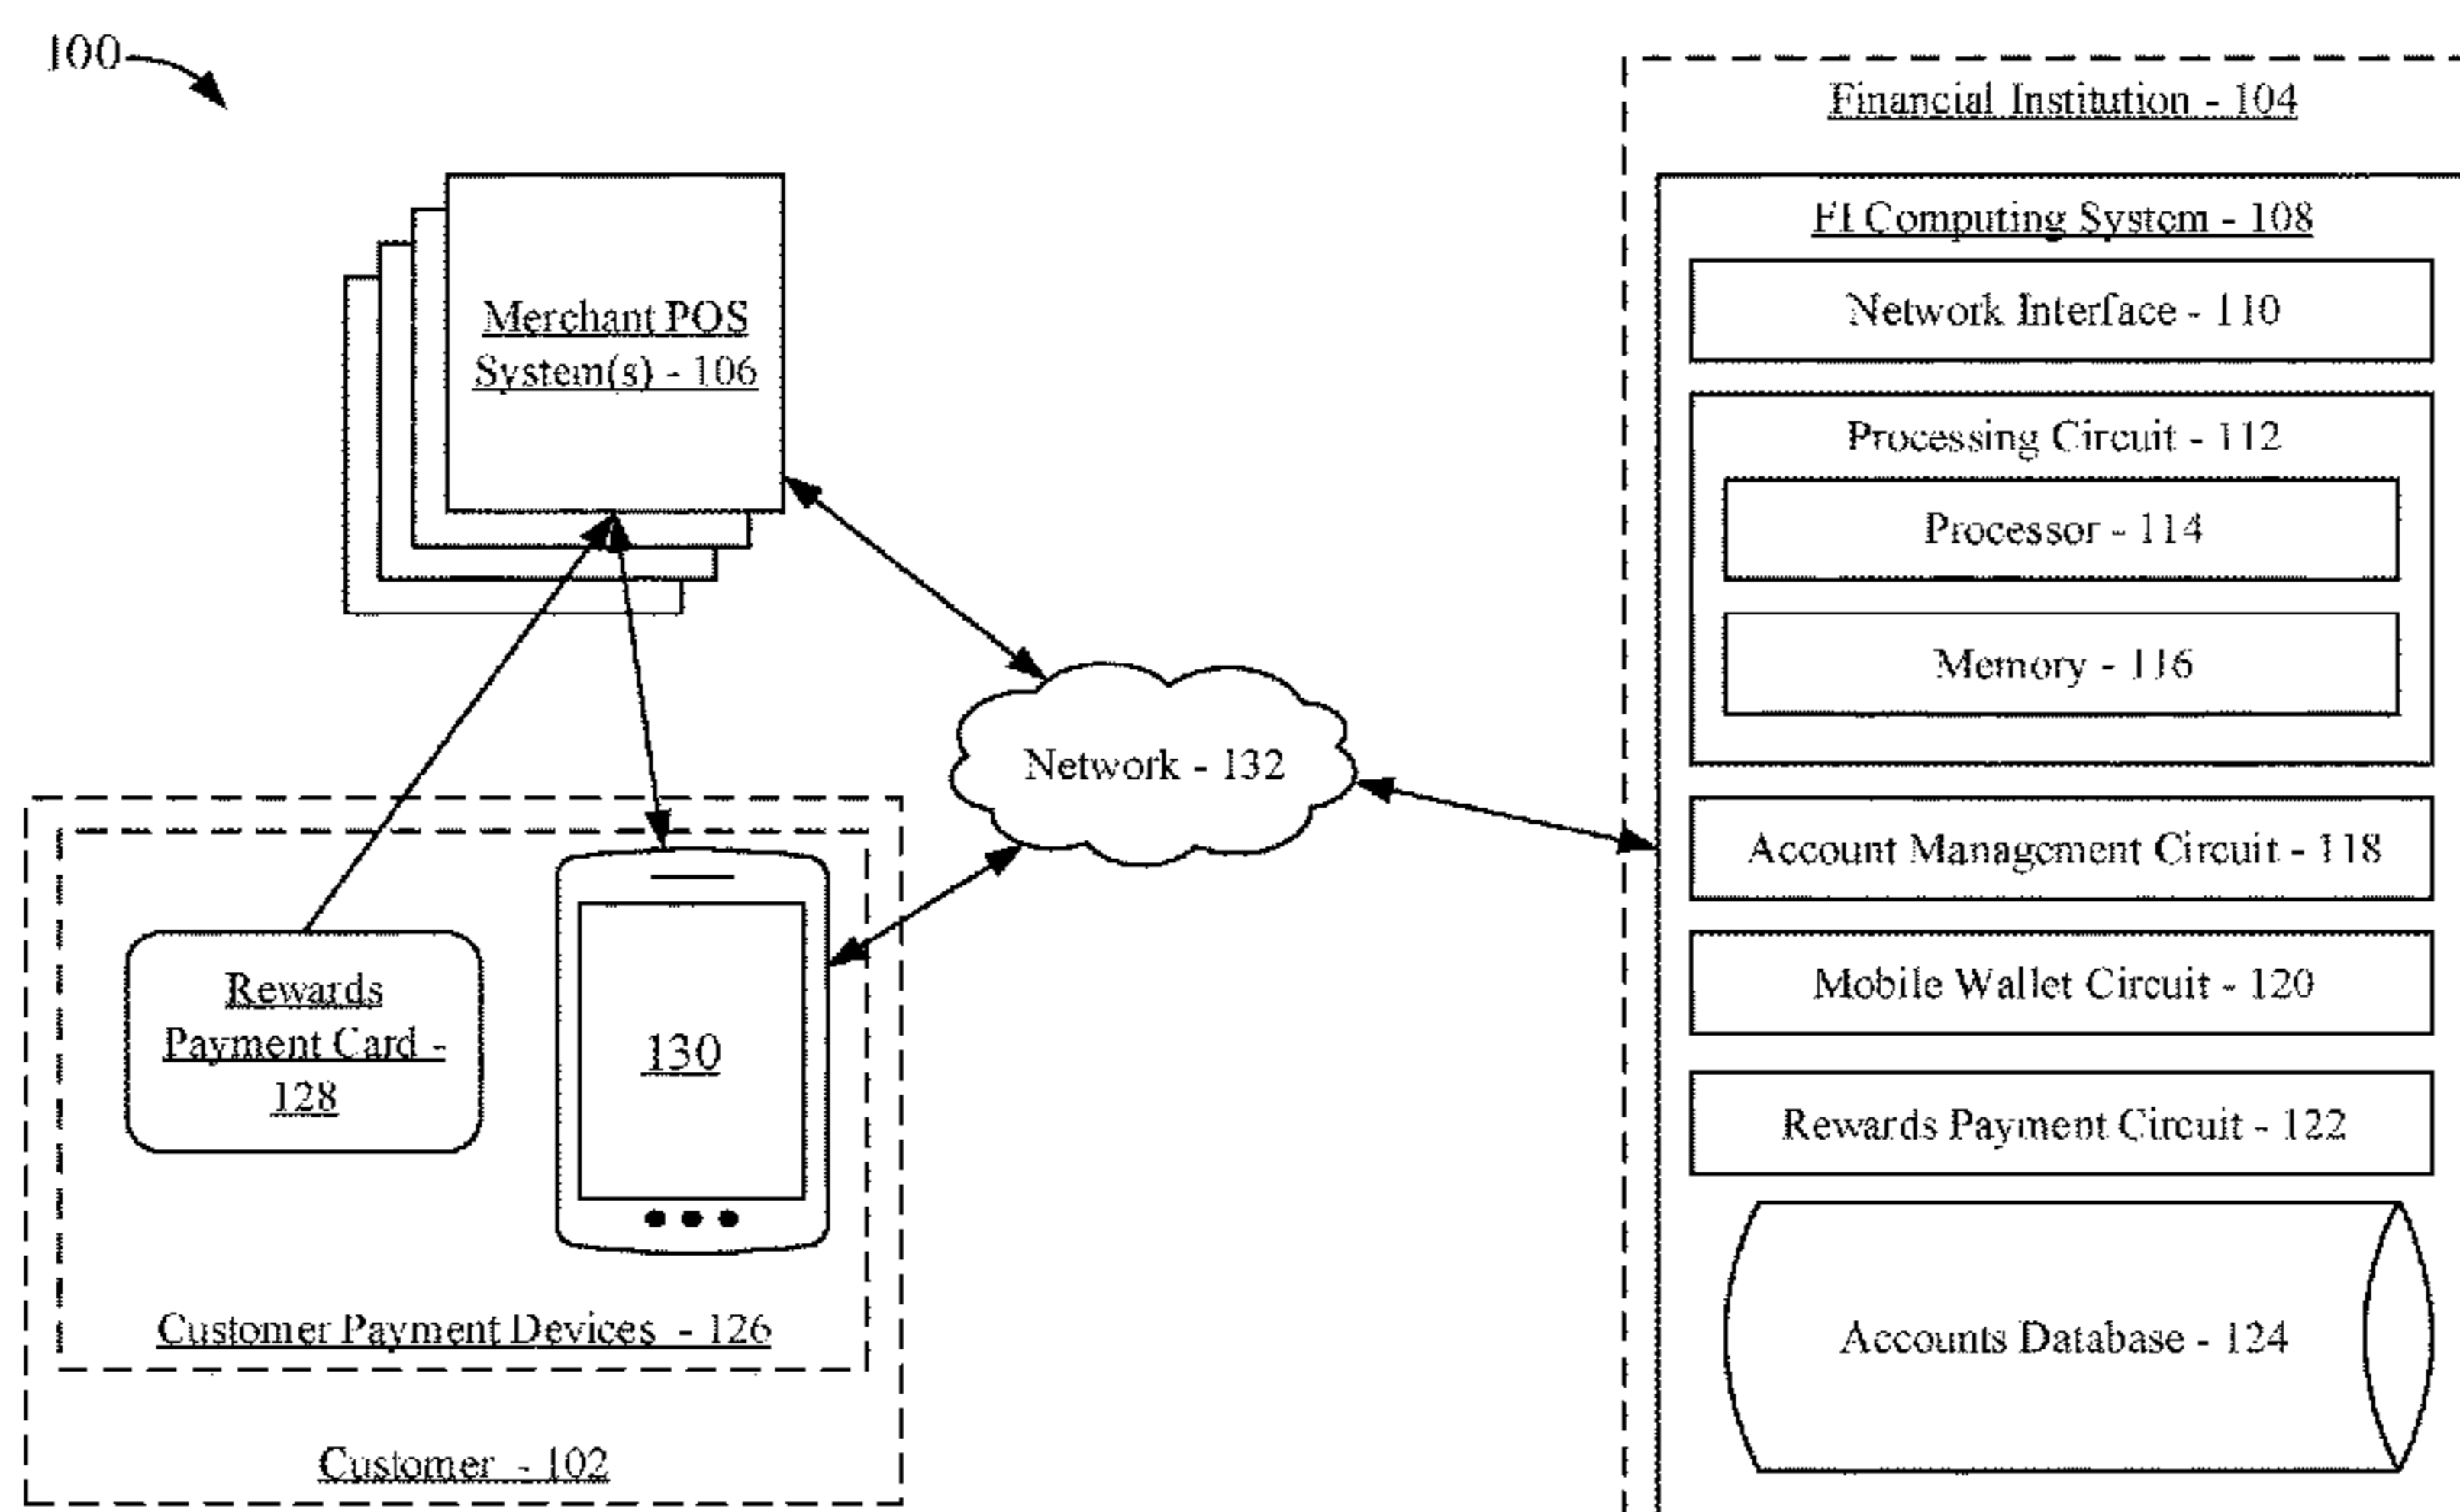 100
Financial Institution - 104
FI Computing System - 108
Network Interface - 110
Processing Circuit - 112
Processor - 114
Memory - 116
Account Management Circuit - 118
Mobile Wallet Circuit - 120
Rewards Payment Circuit - 122
Accounts Database - 124
Merchant POS
System(s) - 106
Network - 132
Rewards
Payment Card -
128
130
Customer Payment Devices - 126
Customer - 102